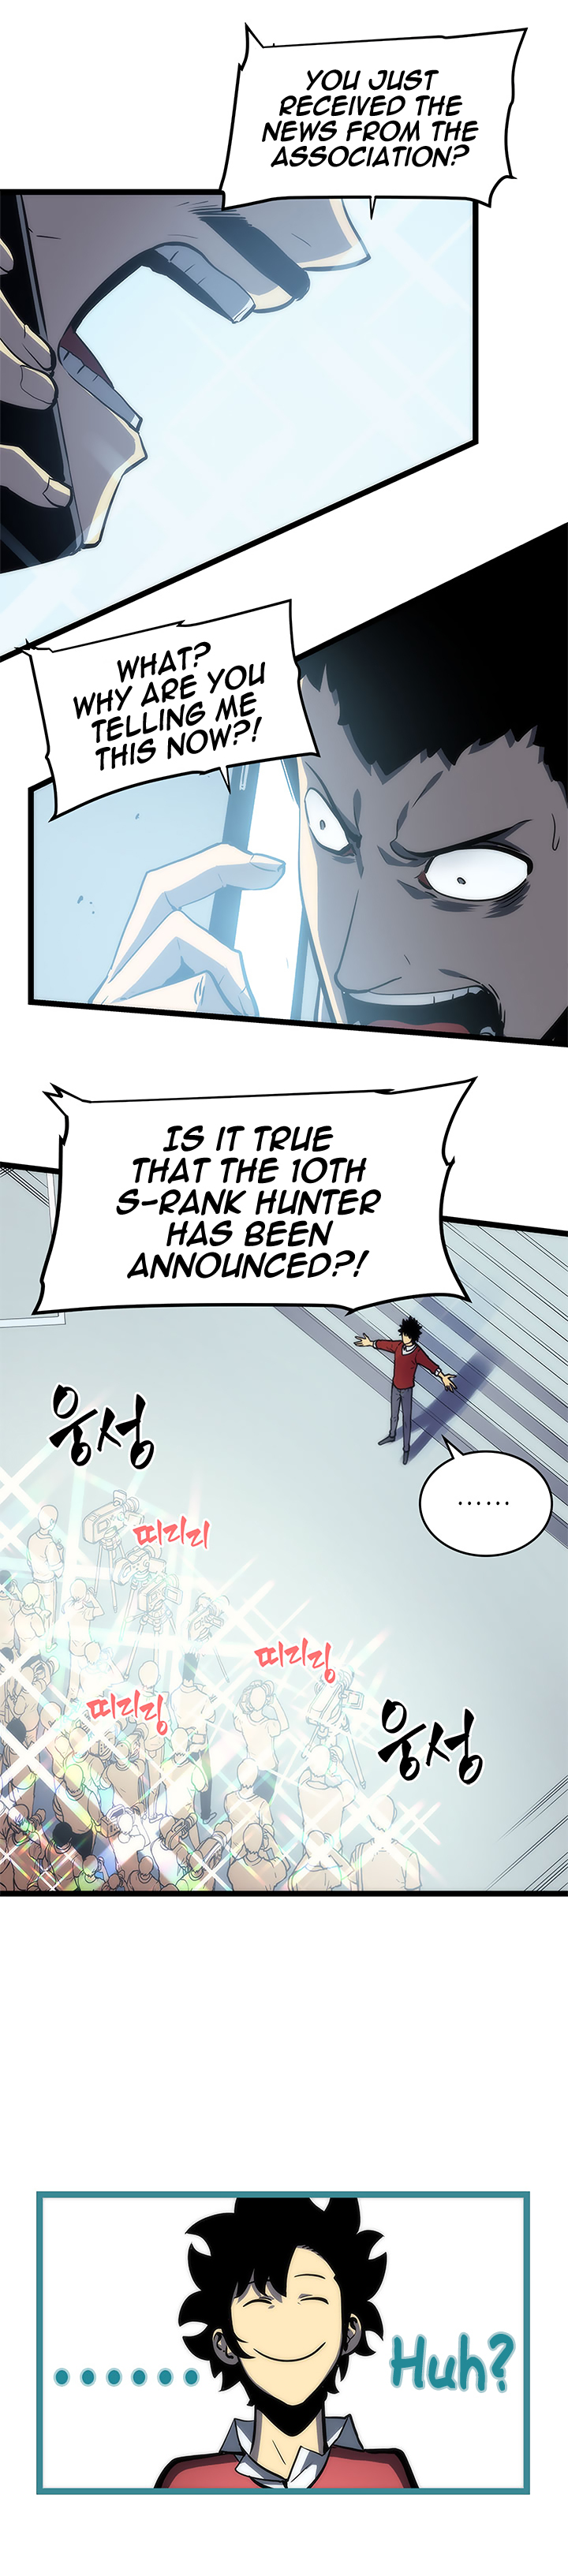 YOU JUST
RECEIVED THE
NEWS FROM THE
ASSOCIATION?
WHAT?
WHY ARE YOU
TELLING ME
THIS NOW?!
IS IT TRUE
THAT THE 10TH
S-RANK HUNTER
HAS BEEN
ANNOUNCED?!
웅성
......
띠리리
띠리링
띠리링
웅성
......
Huh?